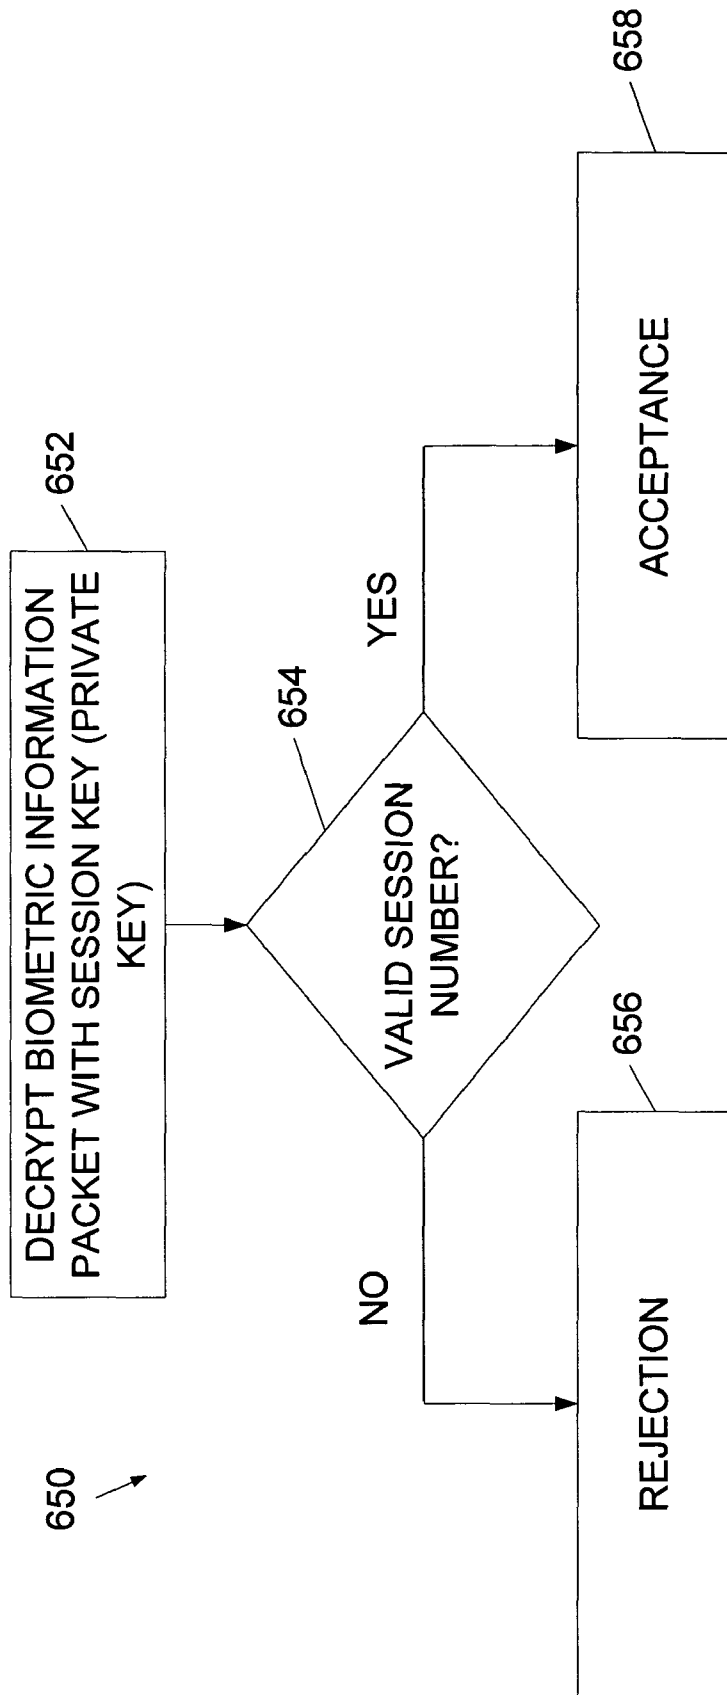 650
DECRYPT BIOMETRIC INFORMATION
PACKET WITH SESSION KEY (PRIVATE
KEY)
652
VALID SESSION
NUMBER?
654
NO
YES
REJECTION
656
ACCEPTANCE
658